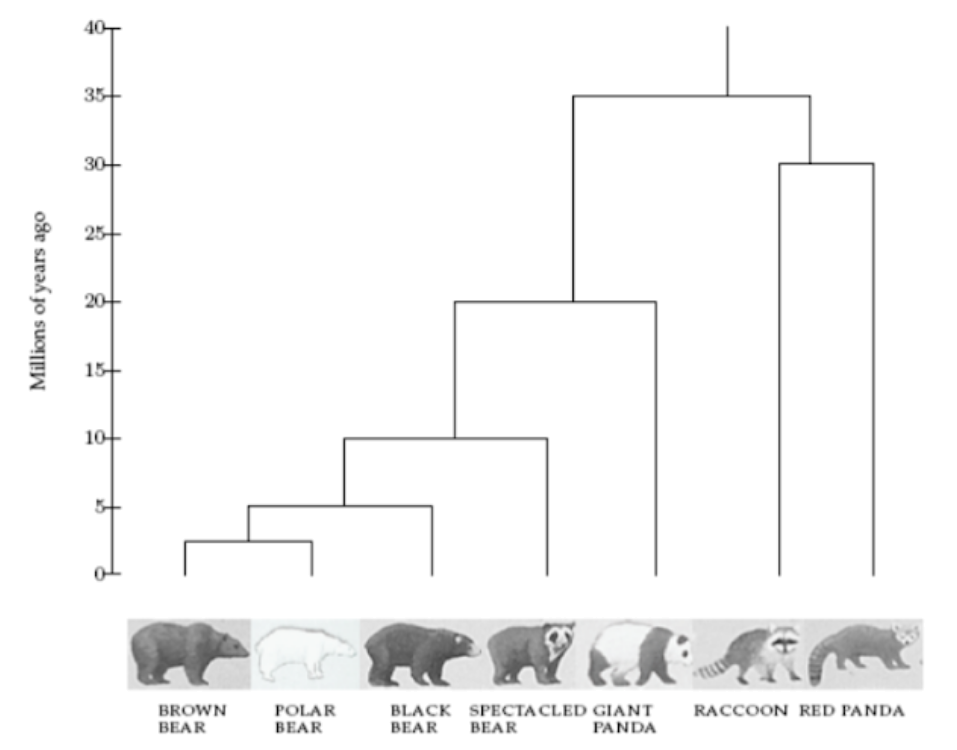 40
35
30
25
20
15
10
5
0
Millions of years ago
BROWN BEAR
POLAR BEAR
BLACK BEAR
SPECTACLED BEAR
GIANT PANDA
RACCOON
RED PANDA